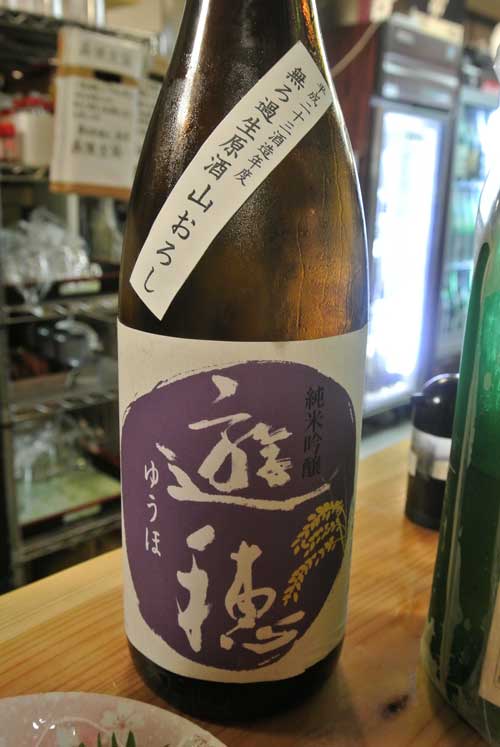 平成二十三酒造年度
無ろ過生原酒 山おろし
純米吟醸
遊穂
ゆうほ